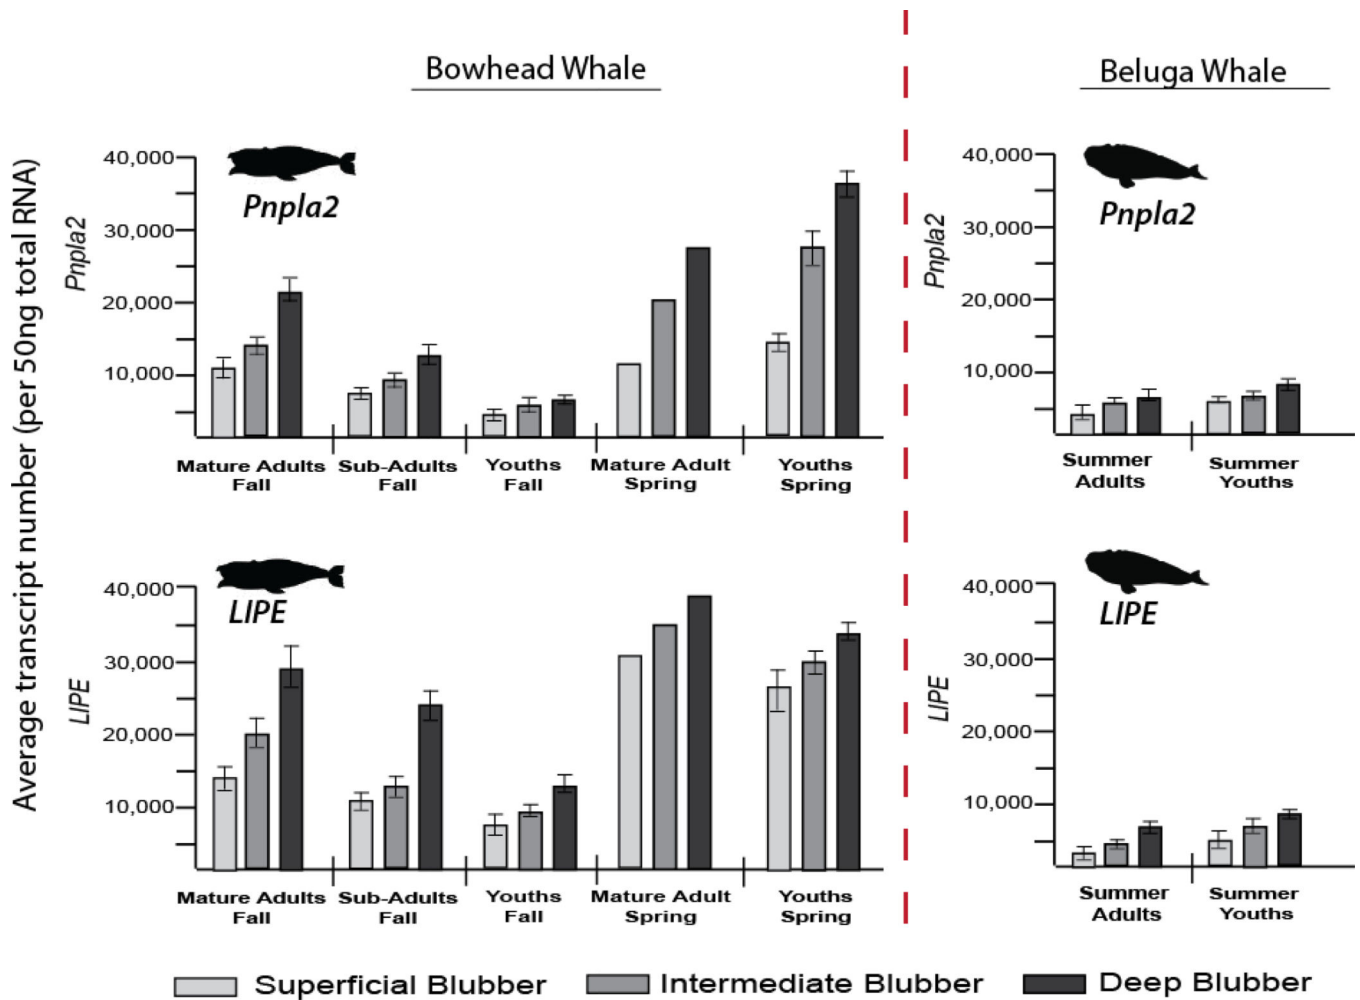 Bowhead Whale
Beluga Whale
Average transcript number (per 50ng total RNA)
Pnpla2
40,000
30,000
20,000
10,000
Pnpla2
Mature Adults Fall
Sub-Adults Fall
Youths Fall
Mature Adult Spring
Youths Spring
Pnpla2
40,000
30,000
20,000
10,000
Pnpla2
Summer Adults
Summer Youths
LIPE
40,000
30,000
20,000
10,000
LIPE
Mature Adults Fall
Sub-Adults Fall
Youths Fall
Mature Adult Spring
Youths Spring
LIPE
40,000
30,000
20,000
10,000
LIPE
Summer Adults
Summer Youths
Superficial Blubber
Intermediate Blubber
Deep Blubber